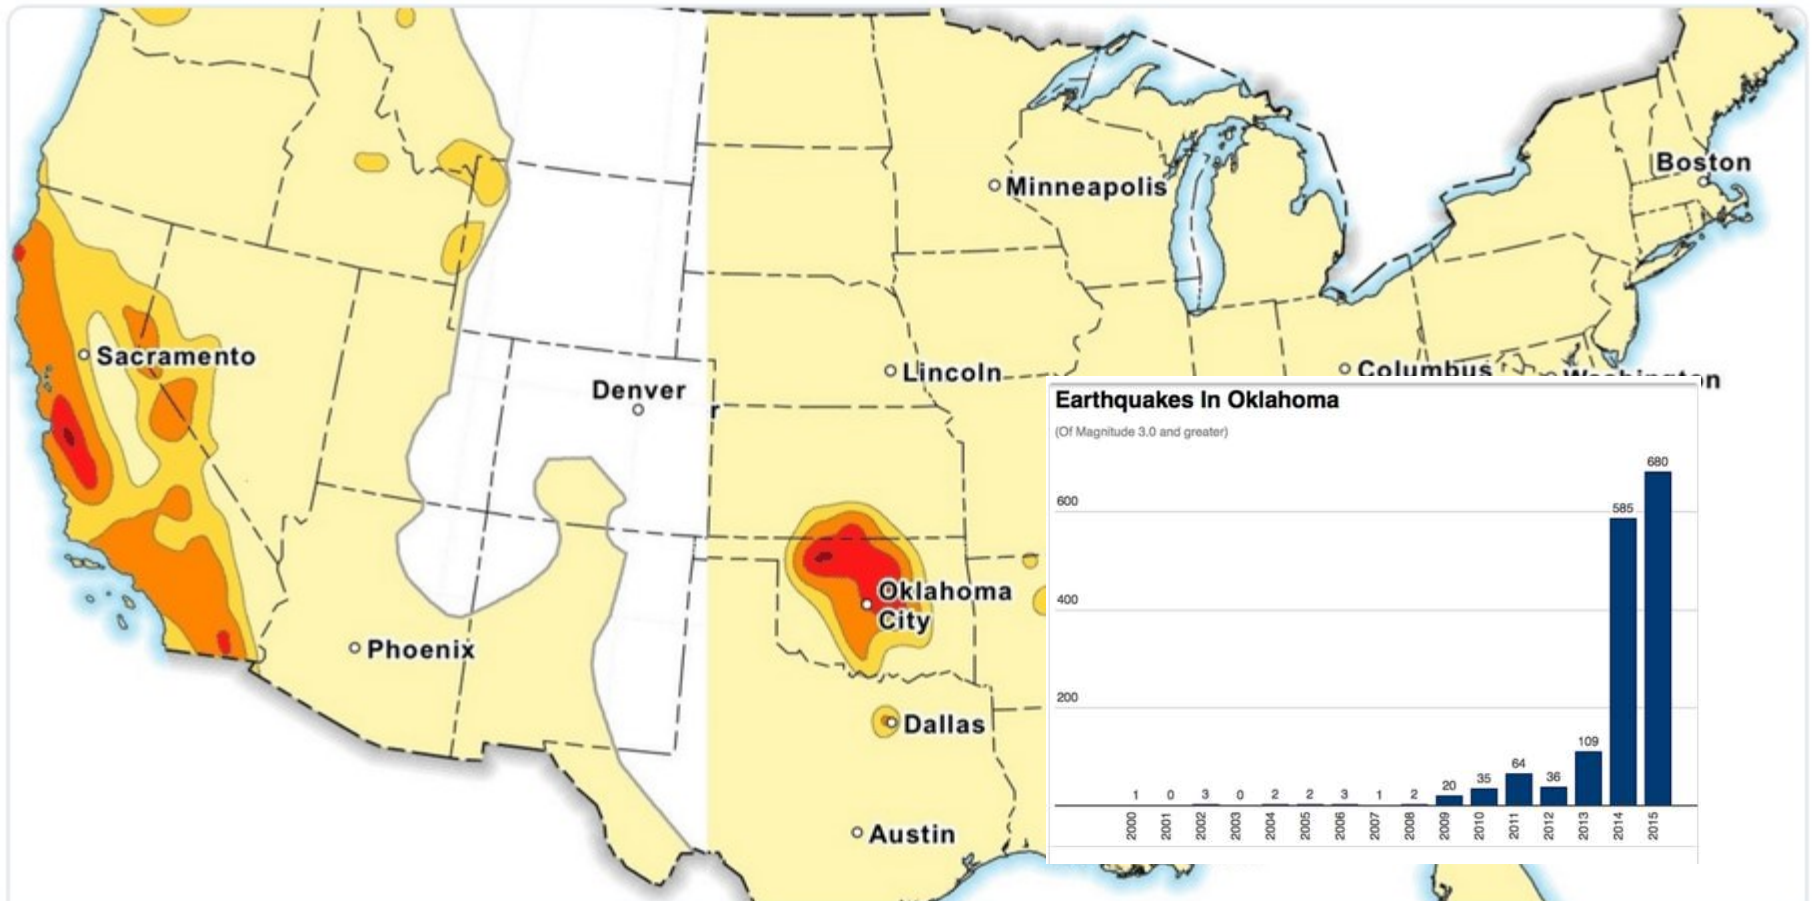 Boston
Minneapolis
Sacramento
Denver
r
Lincoln
Columbus
Washington
Oklahoma
City
Phoenix
Dallas
Austin
Earthquakes In Oklahoma
(Of Magnitude 3.0 and greater)
680
600
585
400
200
109
64
36
35
20
1 0 3 0 2 2 3 1 2
2000 2001 2002 2003 2004 2005 2006 2007 2008 2009 2010 2011 2012 2013 2014 2015